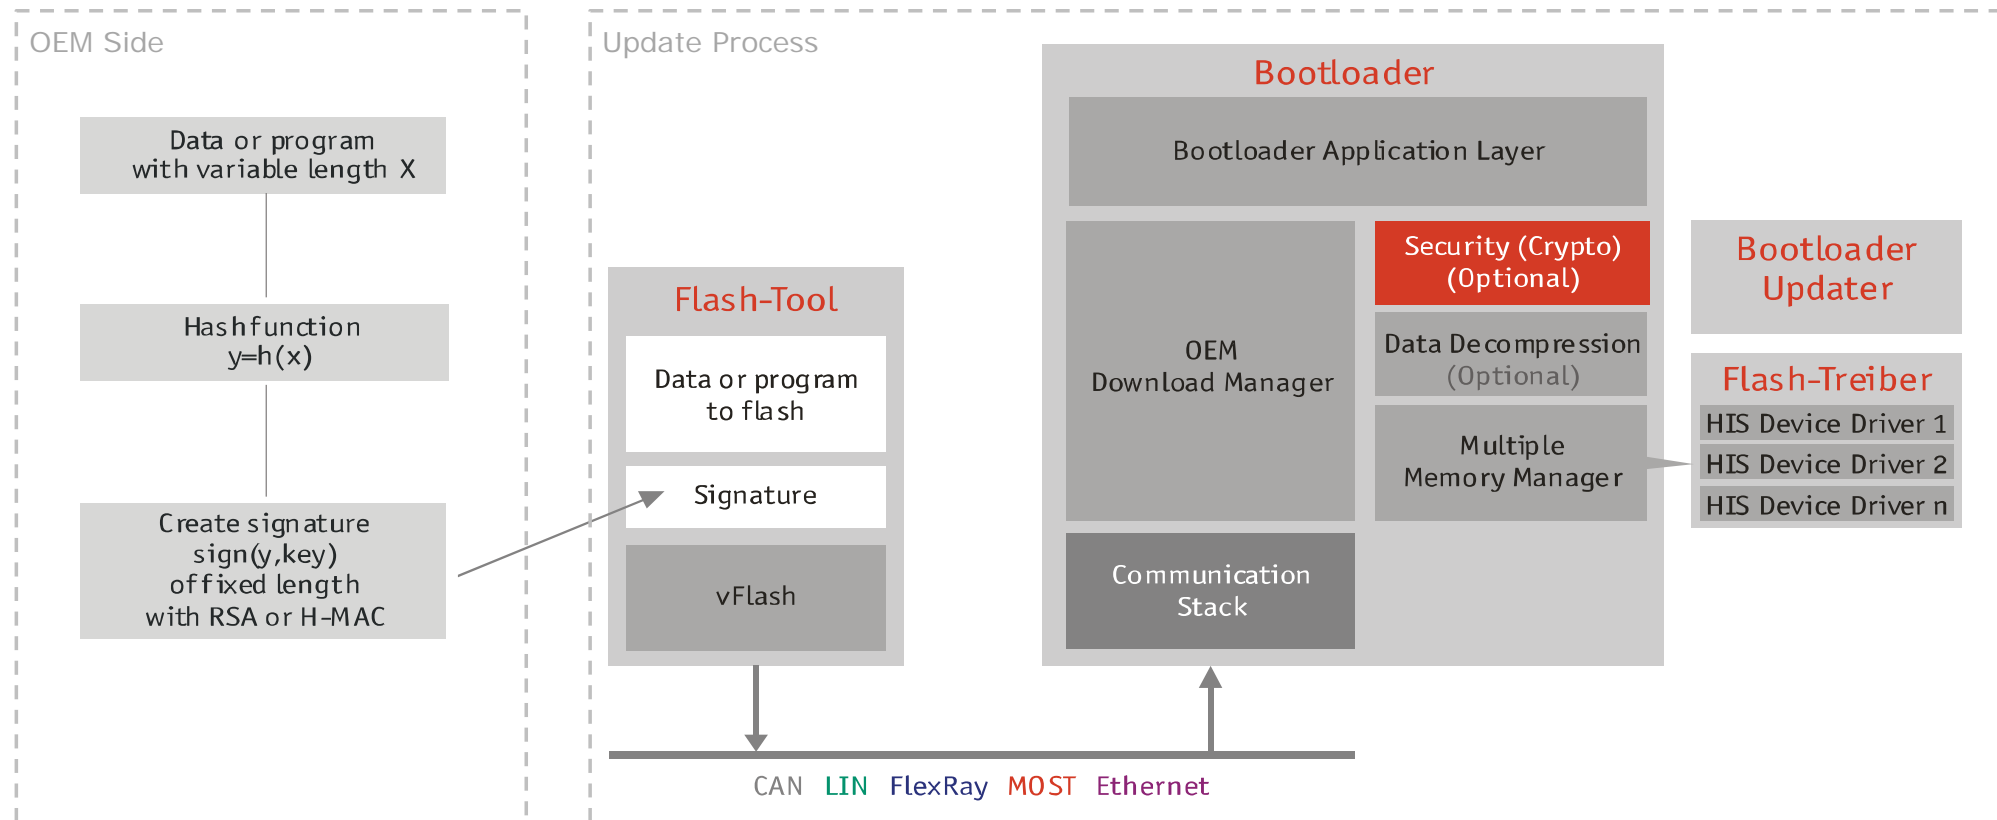 OEM Side
Data or program
with variable length X
Hashfunction
y=h(x)
Create signature
sign(y,key)
offixed length
with RSA or H-MAC
Update Process
Flash-Tool
Data or program
to flash
Signature
vFlash
Bootloader
Bootloader Application Layer
OEM
Download Manager
Security (Crypto)
(Optional)
Data Decompression
(Optional)
Multiple
Memory Manager
Communication
Stack
Bootloader
Updater
Flash-Treiber
HIS Device Driver 1
HIS Device Driver 2
HIS Device Driver n
CAN LIN FlexRay MOST Ethernet